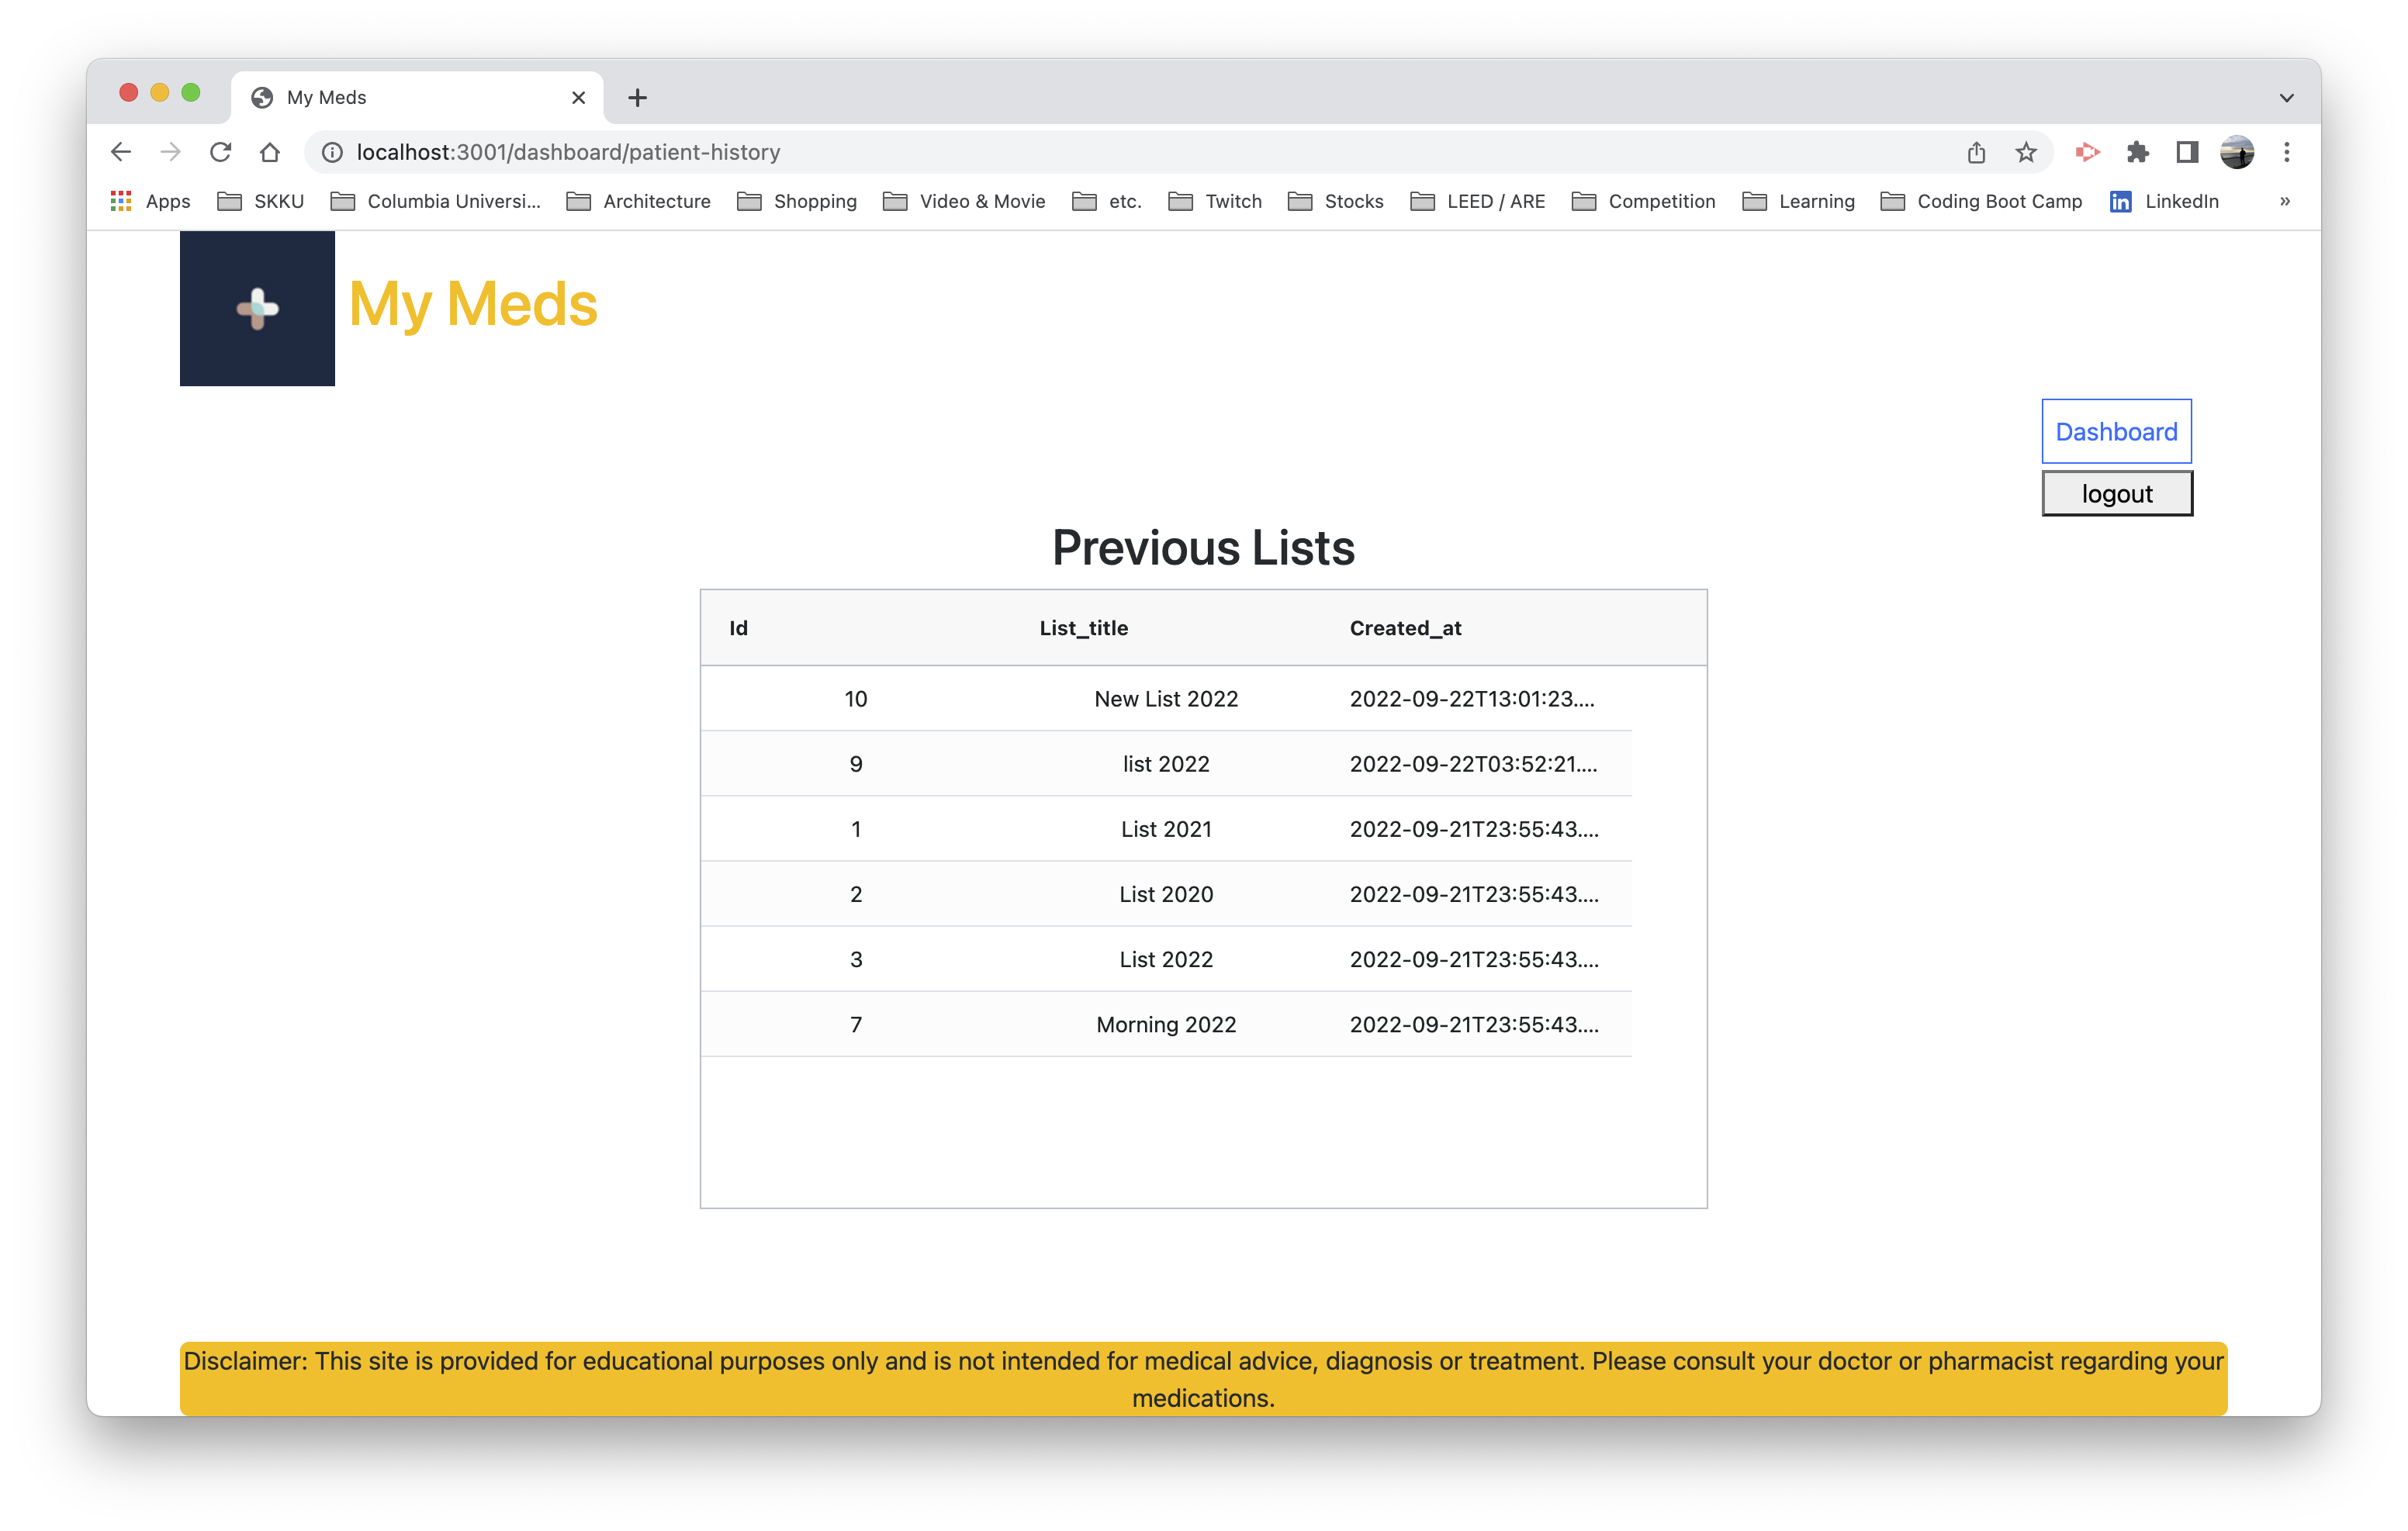 My Meds
localhost:3001/dashboard/patient-history
Apps SKKU Columbia Universi... Architecture Shopping Video & Movie etc. Twitch Stocks LEED / ARE Competition Learning Coding Boot Camp in LinkedIn »
My Meds
Dashboard
logout
Previous Lists
Id List_title Created_at
10 New List 2022 2022-09-22T13:01:23....
9 list 2022 2022-09-22T03:52:21....
1 List 2021 2022-09-21T23:55:43....
2 List 2020 2022-09-21T23:55:43....
3 List 2022 2022-09-21T23:55:43....
7 Morning 2022 2022-09-21T23:55:43....
Disclaimer: This site is provided for educational purposes only and is not intended for medical advice, diagnosis or treatment. Please consult your doctor or pharmacist regarding your
medications.